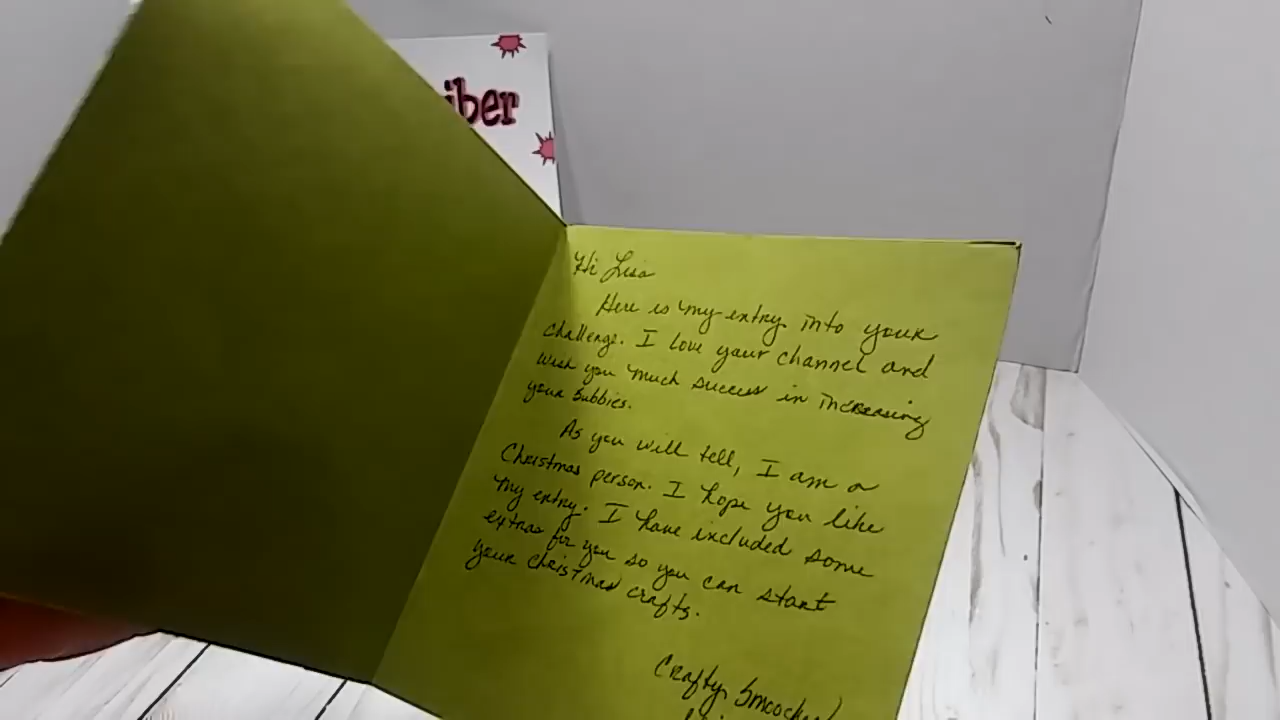 iber
Hi Lisa
Here is my entry into your
challenge. I love your channel and
wish you much success in increasing
your Subbies.
As you will tell, I am a
Christmas person. I hope you like
my entry. I have included some
extras for you so you can start
your Christmas crafts.
Crafty